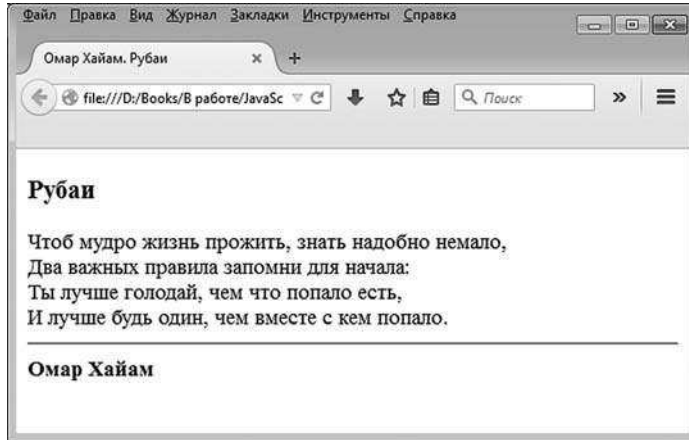 Файл Правка Вид Журнал Закладки Инструменты Справка
Омар Хайам. Рубаи
file:///D:/Books/В работе/JavaSc Поиск
Рубаи
Чтоб мудро жизнь прожить, знать надобно немало,
Два важных правила запомни для начала:
Ты лучше голодай, чем что попало есть,
И лучше будь один, чем вместе с кем попало.
Омар Хайам